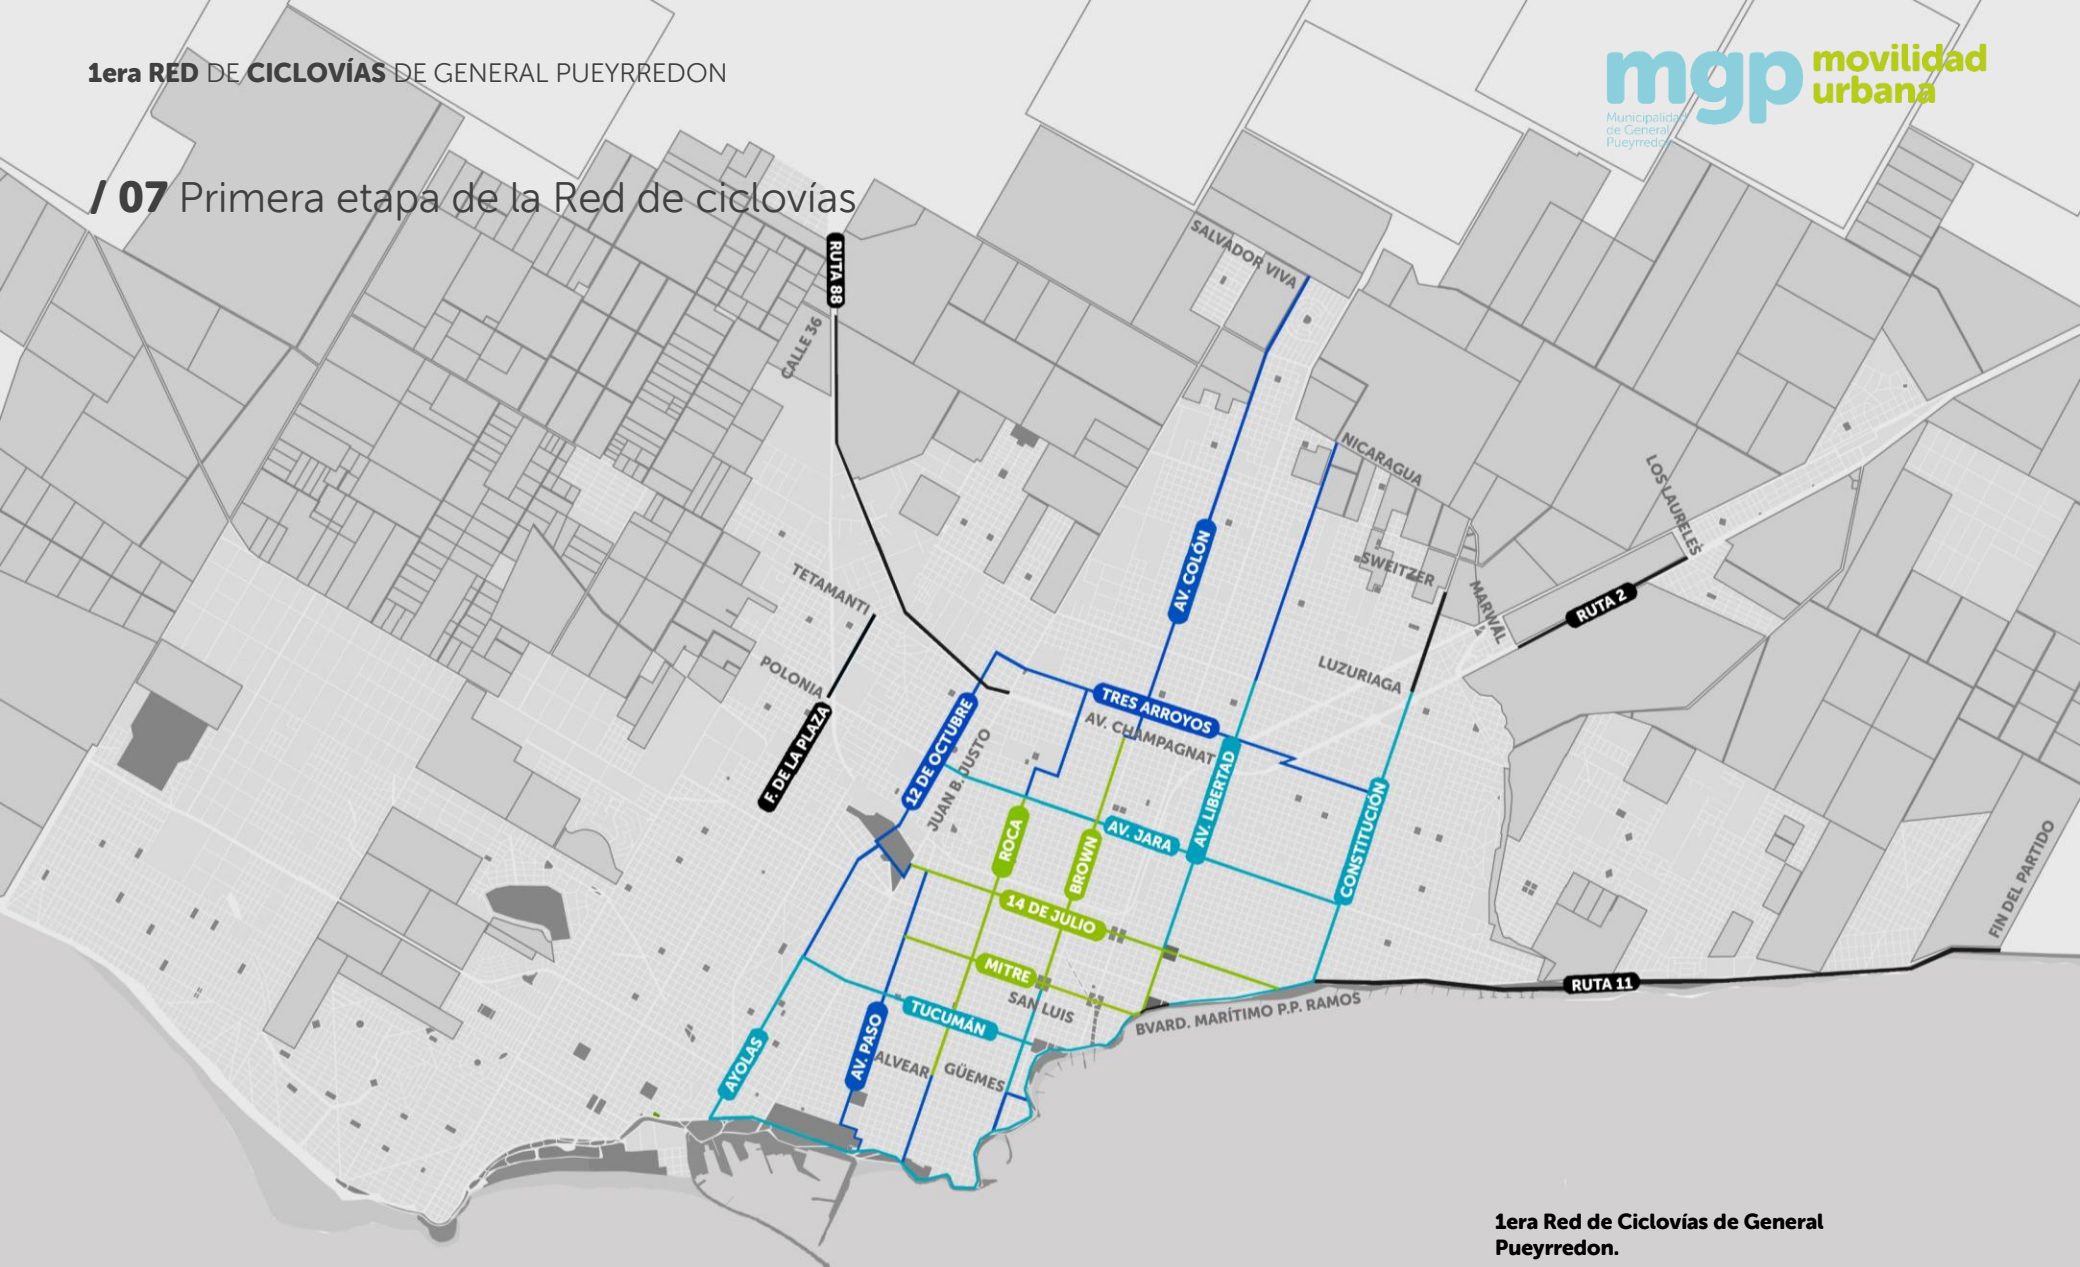 1era RED DE CICLOVÍAS DE GENERAL PUEYRREDON
mgp movilidad
urbana
Municipalidad
de General
Pueyrredon
/ 07 Primera etapa de la Red de ciclovías
RUTA 88
SALVADOR VIVA
CALLE 36
NICARAGUA
LOS LAURELES
AV. COLÓN
SWEITZER
TETAMANTI
MARWAL
RUTA 2
POLONIA
LUZURIAGA
TRES ARROYOS
AV. CHAMPAGNAT
12 DE OCTUBRE
JUAN B. JUSTO
F. DE LA PLAZA
AV. LIBERTAD
CONSTITUCIÓN
ROCA
BROWN
AV. JARA
14 DE JULIO
FIN DEL PARTIDO
MITRE
SAN LUIS
RUTA 11
BVARD. MARÍTIMO P.P. RAMOS
TUCUMÁN
AV. PASO
AYOLAS
ALVEAR
GÜEMES
1era Red de Ciclovías de General
Pueyrredon.